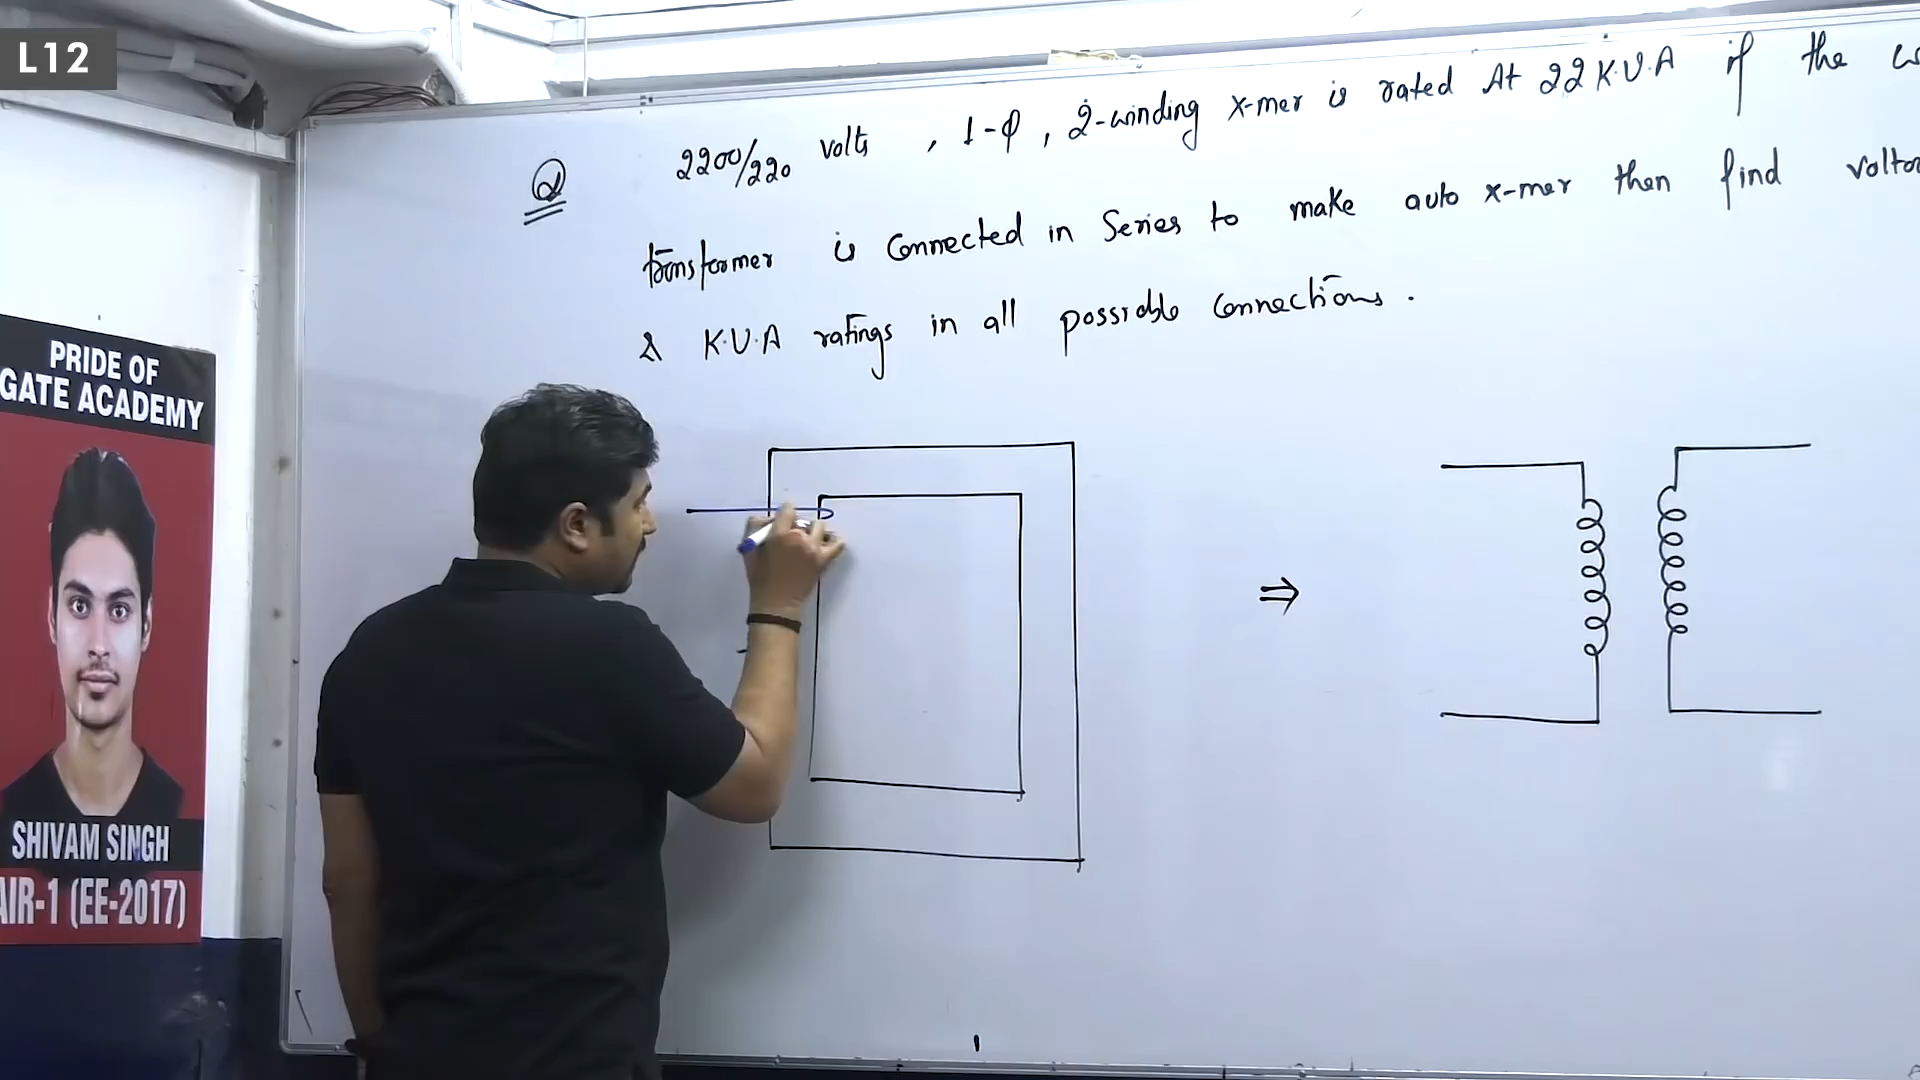 L12
Q 2200/220 volts , 1-φ , 2-winding x-mer is rated At 22 K.V.A if the
transformer is Connected in Series to make auto x-mer then find
& K.V.A ratings in all possible Connections .
⇒
PRIDE OF
GATE ACADEMY
SHIVAM SINGH
AIR-1 (EE-2017)